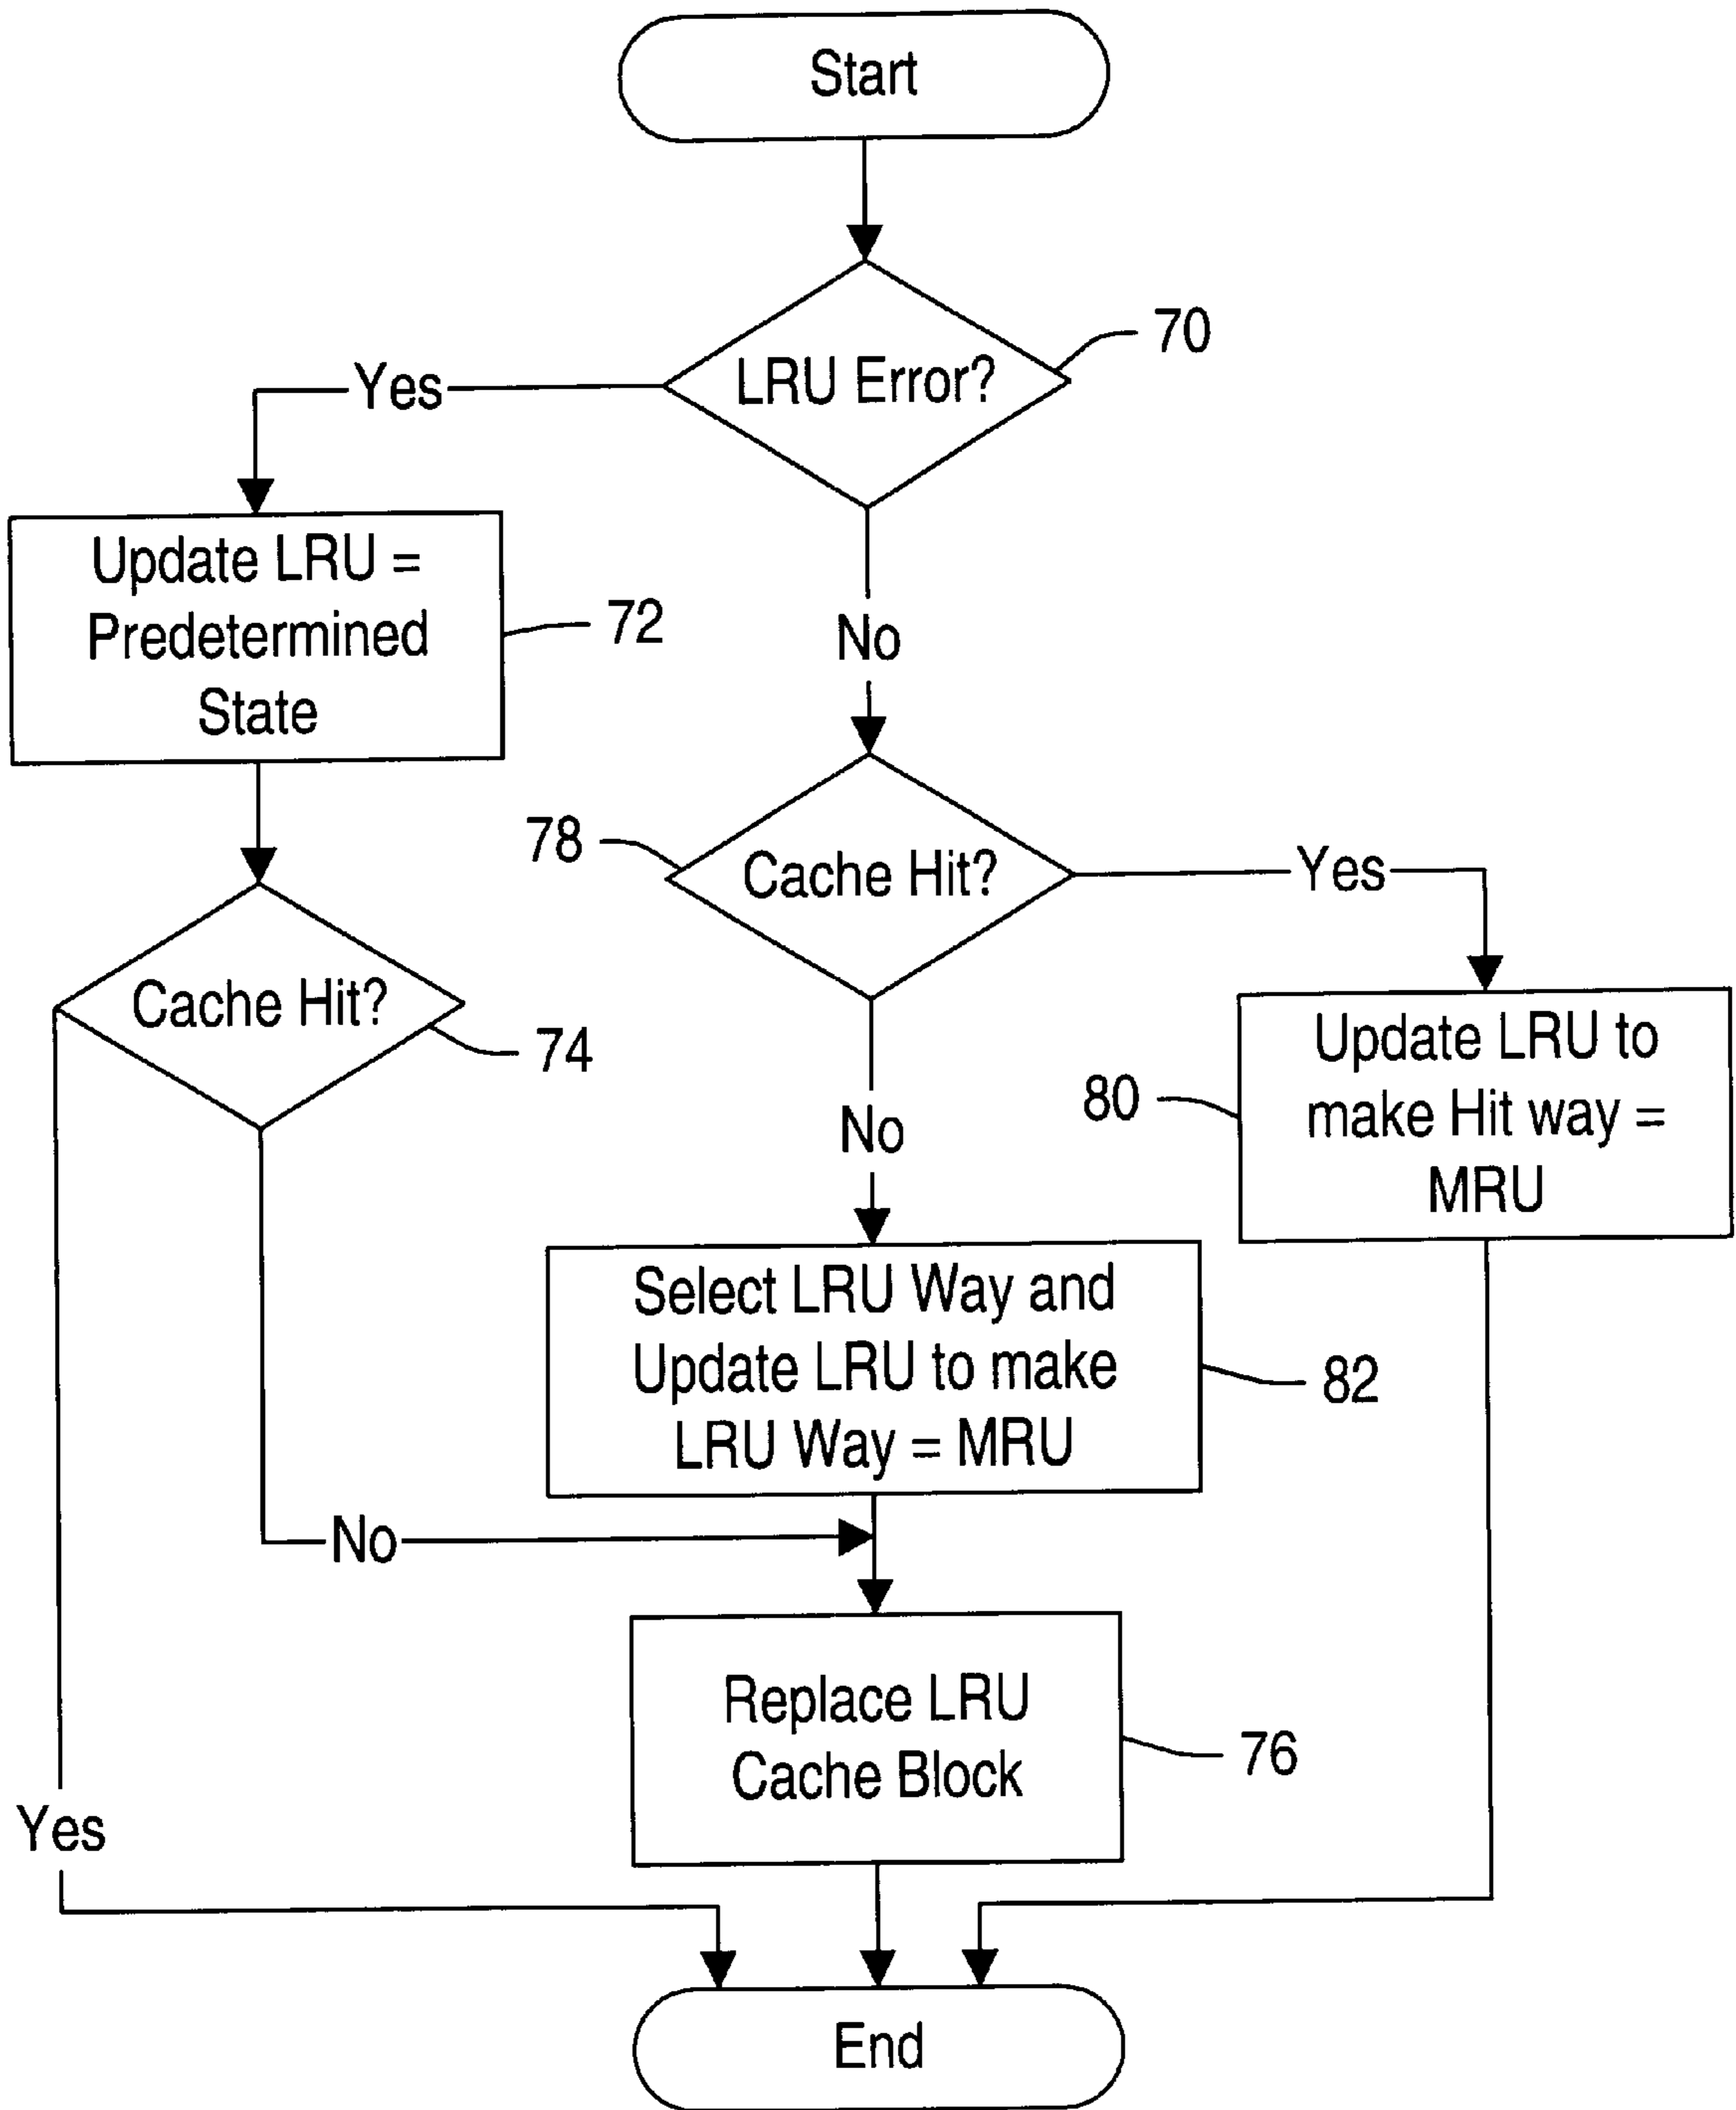 Start
LRU Error?
70
Yes
Update LRU =
Predetermined
State
72
No
78
Cache Hit?
Yes
Cache Hit?
74
80
Update LRU to
make Hit way =
MRU
No
Select LRU Way and
Update LRU to make
LRU Way = MRU
82
No
Replace LRU
Cache Block
76
Yes
End